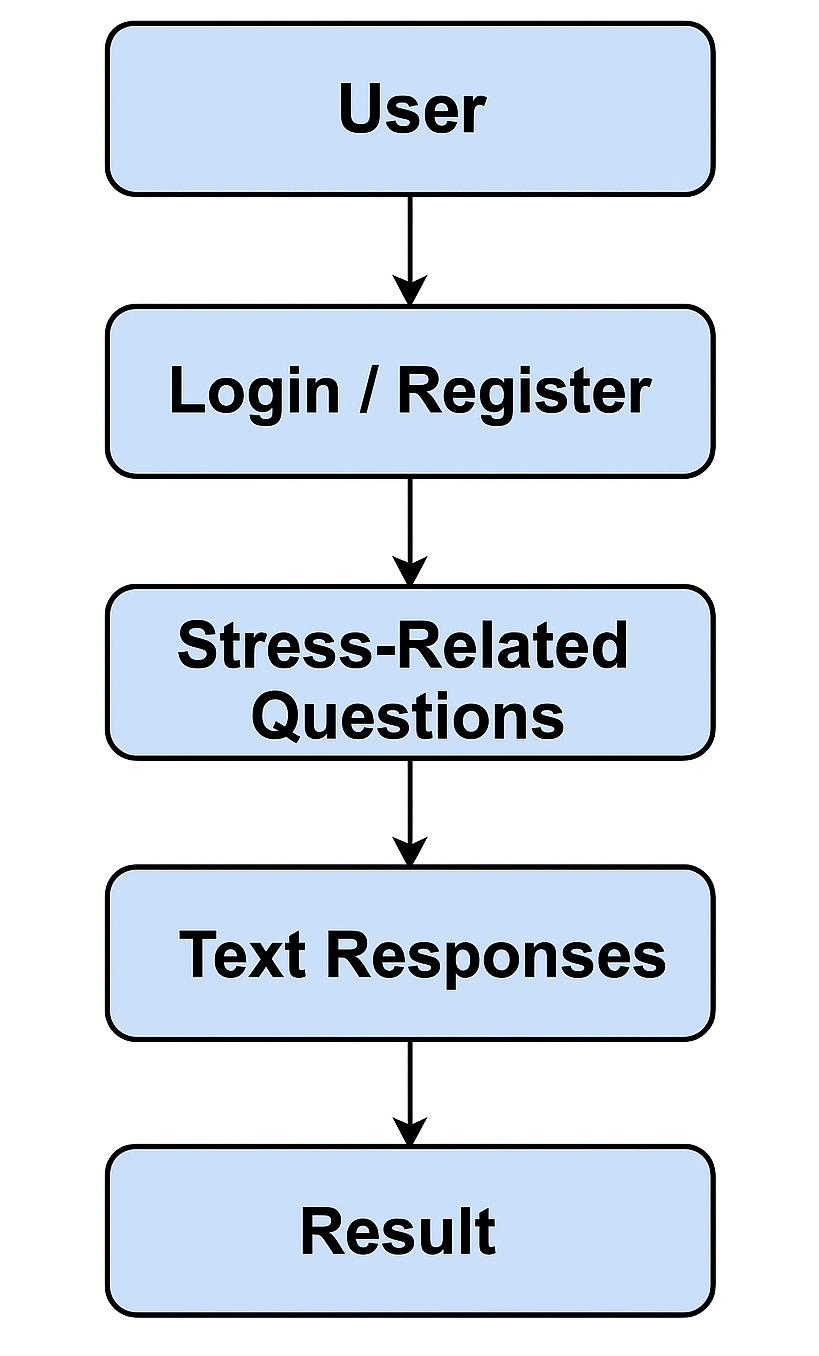 User
Login / Register
Stress-Related
Questions
Text Responses
Result